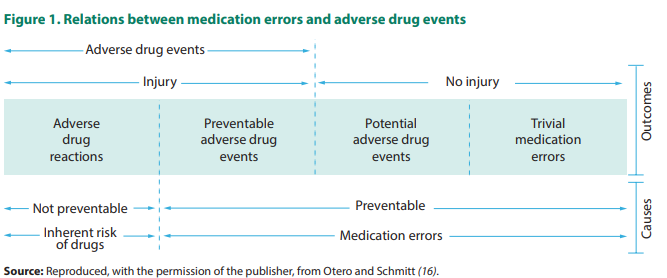 Figure 1. Relations between medication errors and adverse drug events
Adverse drug events
Injury
No injury
Adverse
drug
reactions
Preventable
adverse drug
events
Potential
adverse drug
events
Trivial
medication
errors
Outcomes
Not preventable
Preventable
Inherent risk
of drugs
Medication errors
Causes
Source: Reproduced, with the permission of the publisher, from Otero and Schmitt (16).